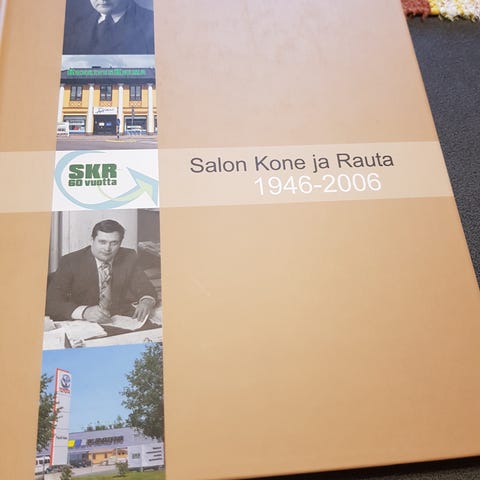 SKR
60 vuotta
Salon Kone ja Rauta
1946-2006